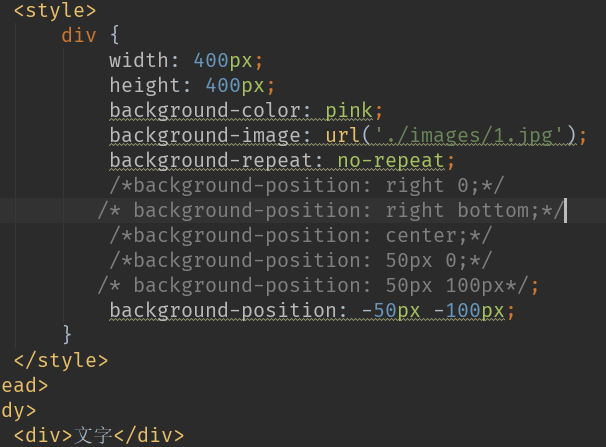 <style>
div {
width: 400px;
height: 400px;
background-color: pink;
background-image: url('./images/1.jpg');
background-repeat: no-repeat;
/*background-position: right 0;*/
/* background-position: right bottom;*/
/*background-position: center;*/
/*background-position: 50px 0;*/
/* background-position: 50px 100px*/;
background-position: -50px -100px;
}
</style>
ead>
dy>
<div>文字</div>